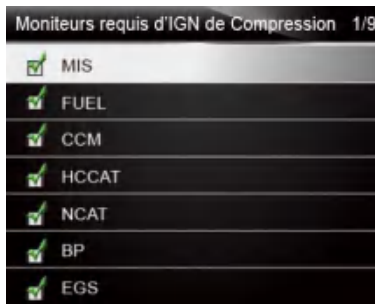 Moniteurs requis d'IGN de Compression 1/9
MIS
FUEL
CCM
HCCAT
NCAT
BP
EGS